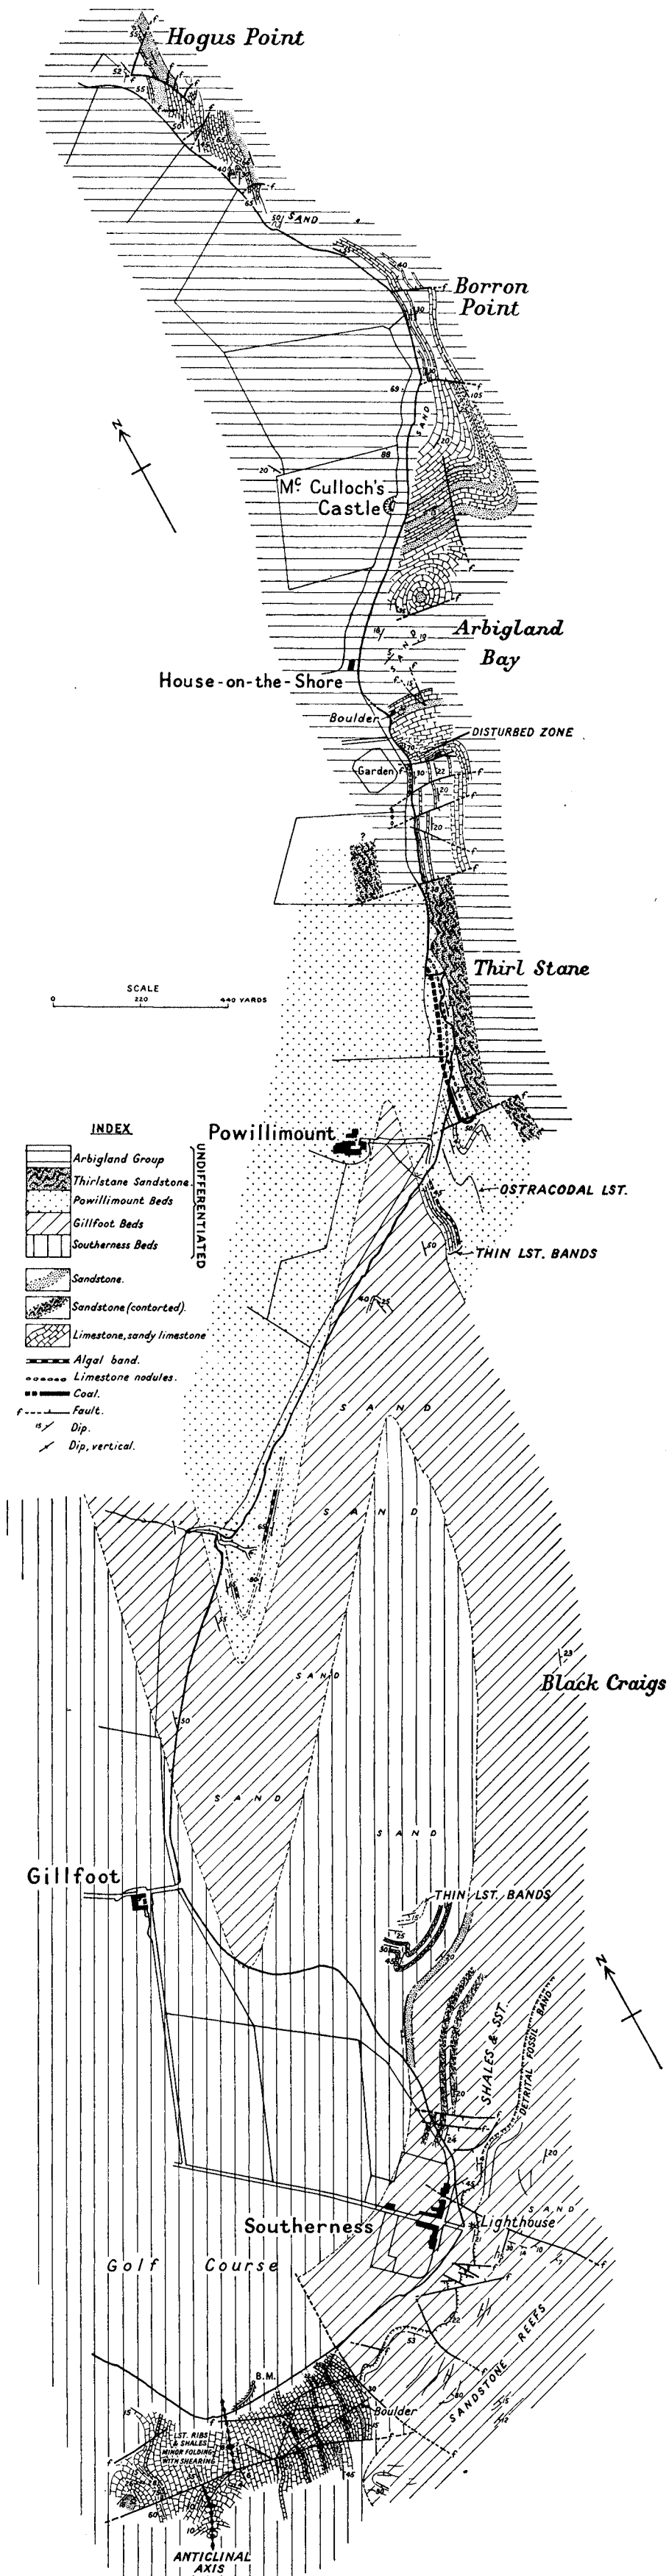 Hogus Point
SAND
Borron
Point
SAND
Mc Culloch's
Castle
Arbigland
Bay
SAND
House-on-the-Shore
Boulder
DISTURBED ZONE
Garden
?
Thirl Stane
SCALE
0 220 440 YARDS
INDEX
Arbigland Group
Thirlstane Sandstone
Powillimount Beds
Gillfoot Beds
Southerness Beds
UNDIFFERENTIATED
Sandstone.
Sandstone (contorted).
Limestone, sandy limestone
Algal band.
Limestone nodules.
Coal.
f Fault.
15 Dip.
Dip, vertical.
Powillimount
OSTRACODAL LST.
THIN LST. BANDS
SAND
SAND
SAND
Black Craigs
SAND
SAND
Gillfoot
THIN LST. BANDS
N
SHALES & SST.
DETRITAL FOSSIL BAND
SAND
Southerness
Lighthouse
Golf Course
SANDSTONE REEFS
B.M.
Boulder
LST. RIBS
& SHALES
MINOR FOLDING
WITH SHEARING
ANTICLINAL
AXIS